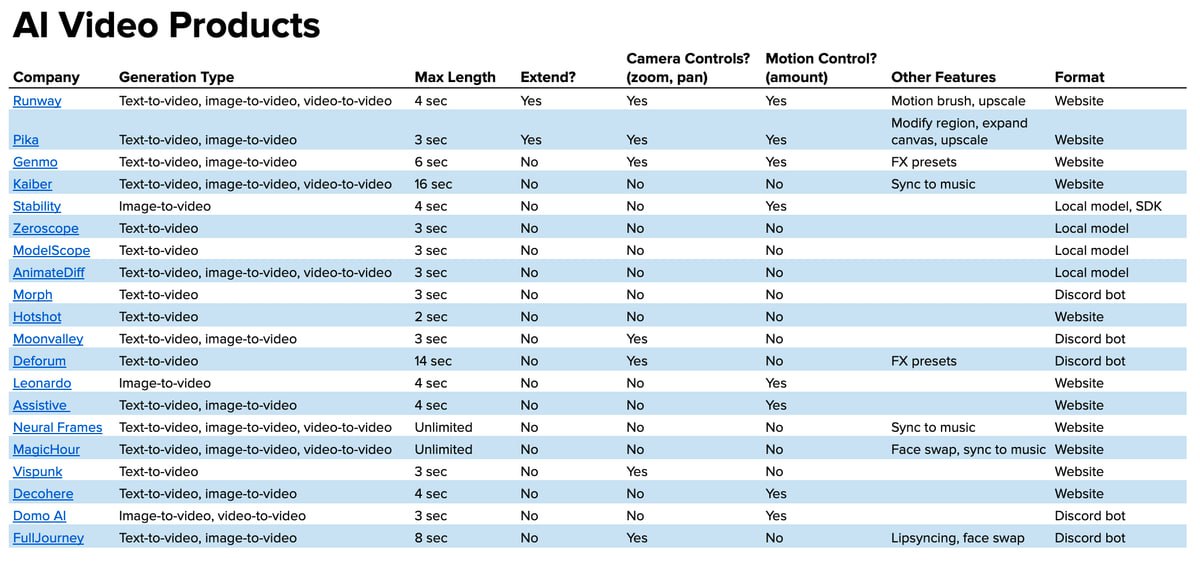 AI Video Products
Camera Controls? Motion Control?
Company Generation Type Max Length Extend? (zoom, pan) (amount) Other Features Format
Runway Text-to-video, image-to-video, video-to-video 4 sec Yes Yes Yes Motion brush, upscale Website
Modify region, expand
Pika Text-to-video, image-to-video 3 sec Yes Yes Yes canvas, upscale Website
Genmo Text-to-video, image-to-video 6 sec No Yes Yes FX presets Website
Kaiber Text-to-video, image-to-video, video-to-video 16 sec No No No Sync to music Website
Stability Image-to-video 4 sec No No Yes Local model, SDK
Zeroscope Text-to-video 3 sec No No No Local model
ModelScope Text-to-video 3 sec No No No Local model
AnimateDiff Text-to-video, image-to-video, video-to-video 3 sec No No No Local model
Morph Text-to-video 3 sec No No No Discord bot
Hotshot Text-to-video 2 sec No No No Website
Moonvalley Text-to-video, image-to-video 3 sec No Yes No Discord bot
Deforum Text-to-video 14 sec No Yes No FX presets Discord bot
Leonardo Image-to-video 4 sec No No Yes Website
Assistive Text-to-video, image-to-video 4 sec No No Yes Website
Neural Frames Text-to-video, image-to-video, video-to-video Unlimited No No No Sync to music Website
MagicHour Text-to-video, image-to-video, video-to-video Unlimited No No No Face swap, sync to music Website
Vispunk Text-to-video 3 sec No Yes No Website
Decohere Text-to-video, image-to-video 4 sec No No Yes Website
Domo AI Image-to-video, video-to-video 3 sec No No Yes Discord bot
FullJourney Text-to-video, image-to-video 8 sec No Yes No Lipsyncing, face swap Discord bot